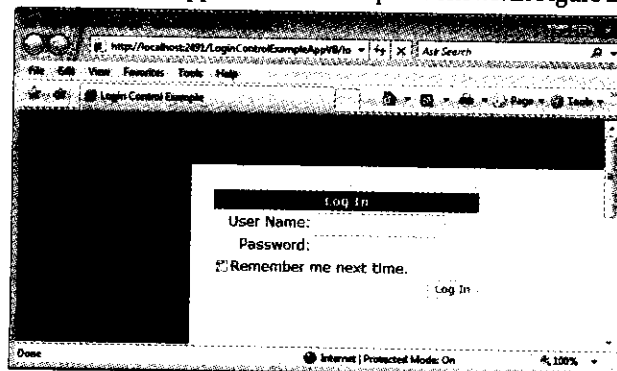 http://localhost:2491/LoginControlExampleAppVB/lo
Ask Search
File Edit View Favorites Tools Help
Login Control Example
Page Tools
Log In
User Name:
Password:
Remember me next time.
Log In
Done
Internet | Protected Mode: On
100%